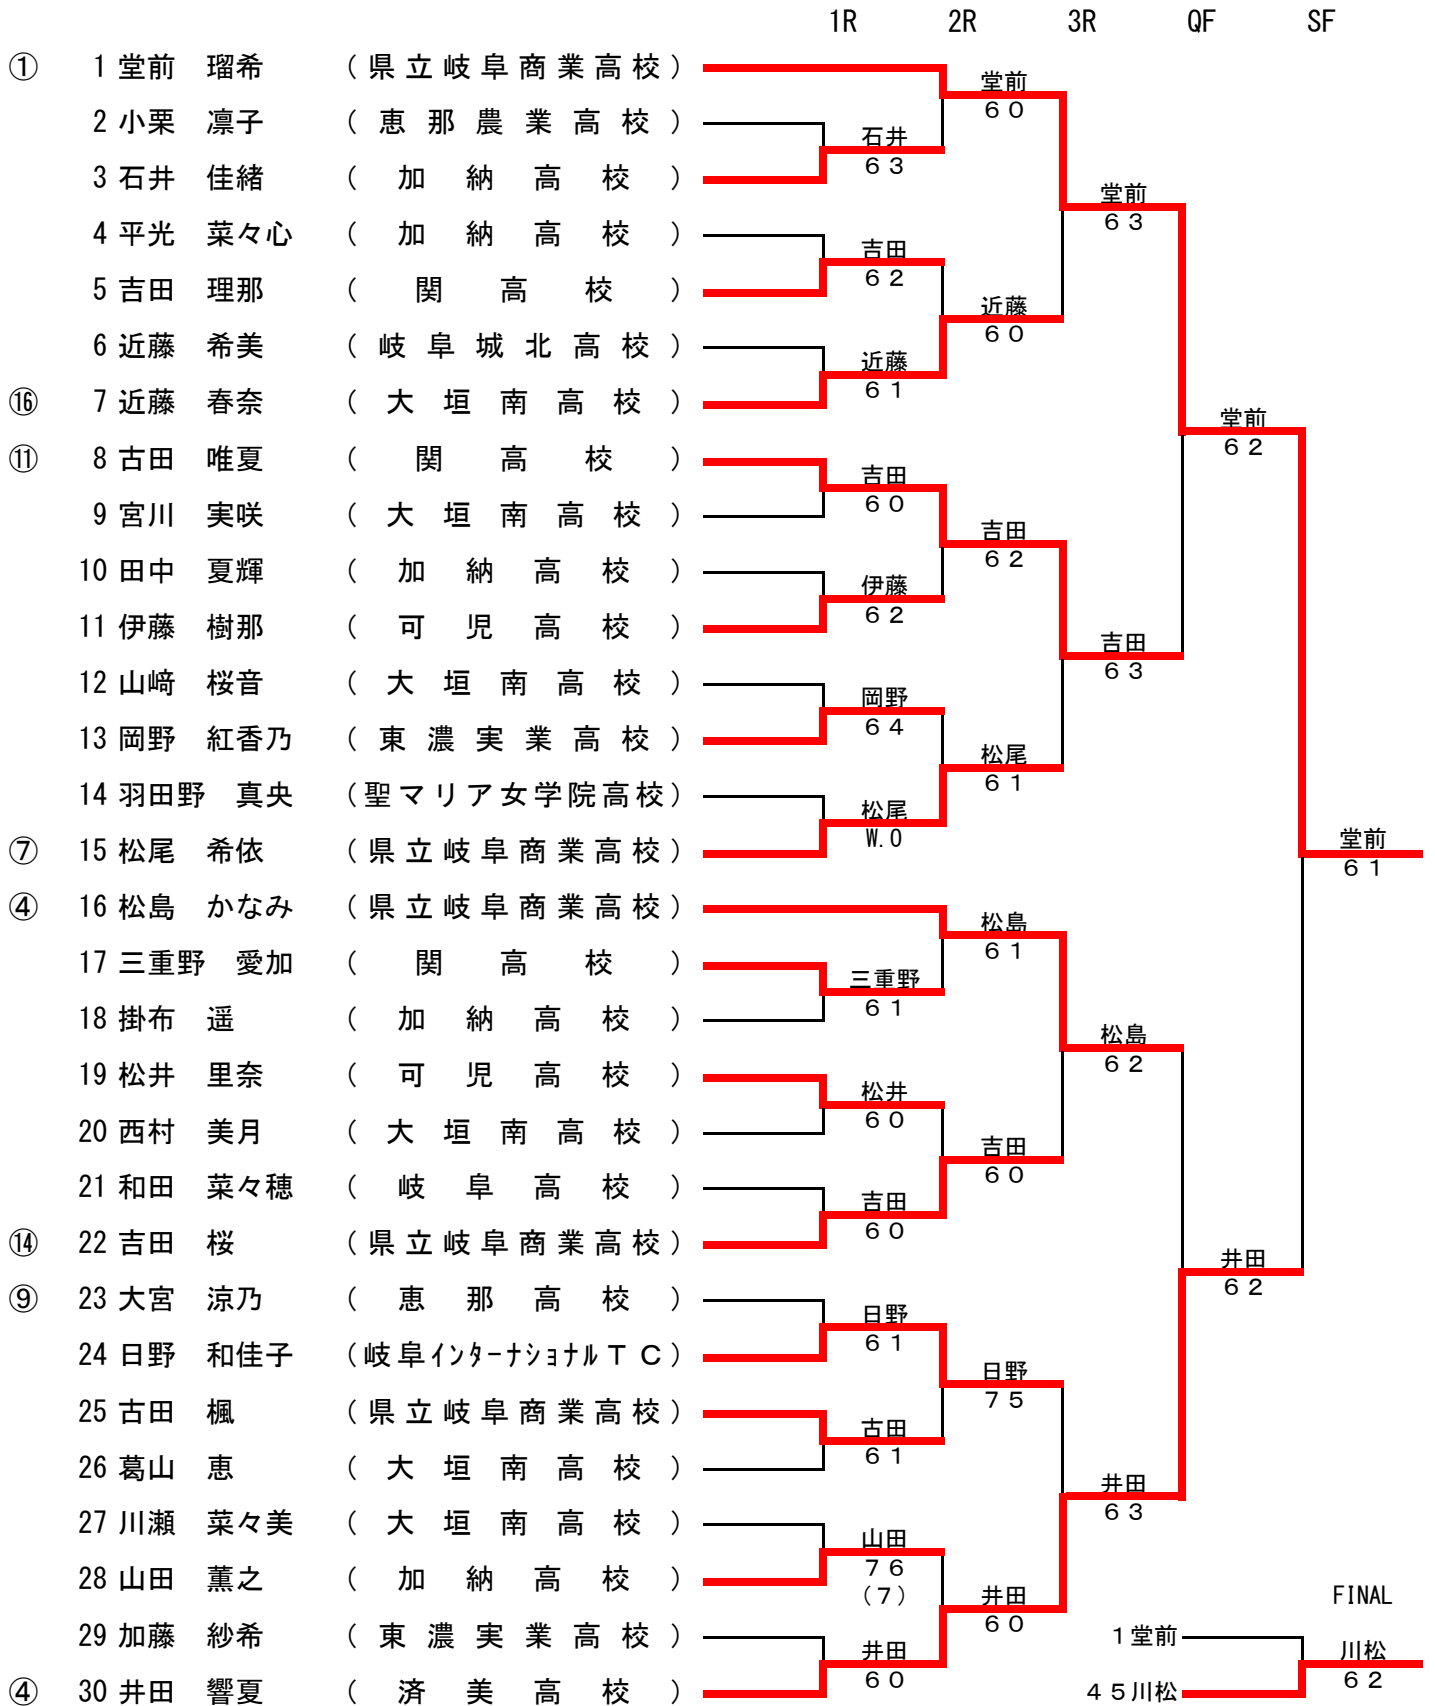 1R 2R 3R QF SF
① 1 堂前 瑠希 (県立岐阜商業高校)
堂前
60
2 小栗 凛子 (恵那農業高校)
石井
63
3 石井 佳緒 (加納高校)
堂前
63
4 平光 菜々心 (加納高校)
吉田
62
5 吉田 理那 (関高校)
近藤
60
6 近藤 希美 (岐阜城北高校)
近藤
61
⑯ 7 近藤 春奈 (大垣南高校)
堂前
62
⑪ 8 古田 唯夏 (関高校)
吉田
60
9 宮川 実咲 (大垣南高校)
吉田
62
10 田中 夏輝 (加納高校)
伊藤
62
11 伊藤 樹那 (可児高校)
吉田
63
12 山﨑 桜音 (大垣南高校)
岡野
64
13 岡野 紅香乃 (東濃実業高校)
松尾
61
14 羽田野 真央 (聖マリア女学院高校)
松尾
W.O
⑦ 15 松尾 希依 (県立岐阜商業高校)
堂前
61
④ 16 松島 かなみ (県立岐阜商業高校)
松島
61
17 三重野 愛加 (関高校)
三重野
61
18 掛布 遥 (加納高校)
松島
62
19 松井 里奈 (可児高校)
松井
60
20 西村 美月 (大垣南高校)
吉田
60
21 和田 菜々穂 (岐阜高校)
吉田
60
⑭ 22 吉田 桜 (県立岐阜商業高校)
井田
62
⑨ 23 大宮 涼乃 (恵那高校)
日野
61
24 日野 和佳子 (岐阜インターナショナルTC)
日野
75
25 古田 楓 (県立岐阜商業高校)
古田
61
26 葛山 恵 (大垣南高校)
井田
63
27 川瀬 菜々美 (大垣南高校)
山田
76
(7)
28 山田 薫之 (加納高校)
井田
60
FINAL
29 加藤 紗希 (東濃実業高校)
井田
60
1堂前
川松
62
④ 30 井田 響夏 (済美高校)
45川松